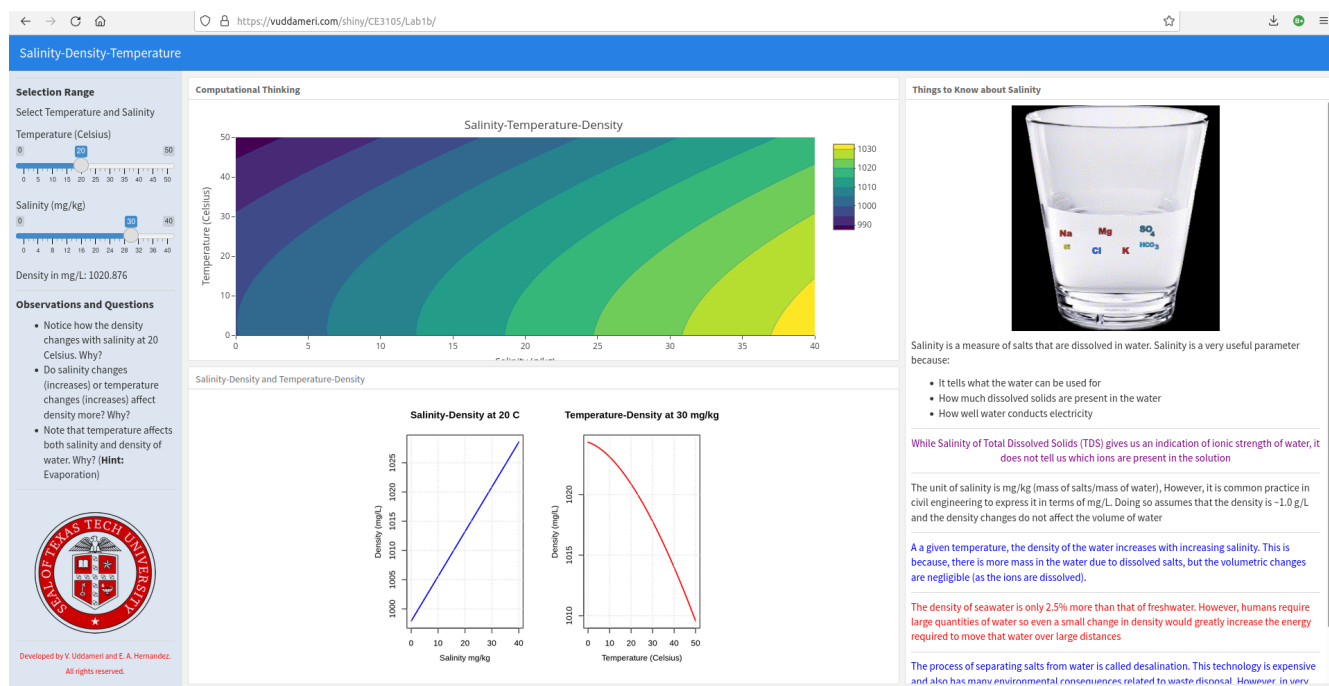 https://vuddameri.com/shiny/CE3105/Lab1b/
Salinity-Density-Temperature
Selection Range
Select Temperature and Salinity
Temperature (Celsius)
0 20 50
0 5 10 15 20 25 30 35 40 45 50
Salinity (mg/kg)
0 30 40
0 4 8 12 16 20 24 28 32 36 40
Density in mg/L: 1020.876
Observations and Questions
• Notice how the density
changes with salinity at 20
Celsius. Why?
• Do salinity changes
(increases) or temperature
changes (increases) affect
density more? Why?
• Note that temperature affects
both salinity and density of
water. Why? (Hint:
Evaporation)
SEAL OF TEXAS TECH UNIVERSITY
Developed by V. Uddameri and E. A. Hernandez.
All rights reserved.
Computational Thinking
Salinity-Temperature-Density
Temperature (Celsius)
50
40
30
20
10
0
0 5 10 15 20 25 30 35 40
1030
1020
1010
1000
990
Salinity-Density and Temperature-Density
Salinity-Density at 20 C
Density (mg/L)
1025
1020
1015
1010
1005
1000
0 10 20 30 40
Salinity mg/kg
Temperature-Density at 30 mg/kg
Density (mg/L)
1020
1015
1010
0 10 20 30 40 50
Temperature (Celsius)
Things to Know about Salinity
Na Mg SO4
Cl K HCO3
Salinity is a measure of salts that are dissolved in water. Salinity is a very useful parameter
because:
• It tells what the water can be used for
• How much dissolved solids are present in the water
• How well water conducts electricity
While Salinity of Total Dissolved Solids (TDS) gives us an indication of ionic strength of water, it
does not tell us which ions are present in the solution
The unit of salinity is mg/kg (mass of salts/mass of water), However, it is common practice in
civil engineering to express it in terms of mg/L. Doing so assumes that the density is ~1.0 g/L
and the density changes do not affect the volume of water
A a given temperature, the density of the water increases with increasing salinity. This is
because, there is more mass in the water due to dissolved salts, but the volumetric changes
are negligible (as the ions are dissolved).
The density of seawater is only 2.5% more than that of freshwater. However, humans require
large quantities of water so even a small change in density would greatly increase the energy
required to move that water over large distances
The process of separating salts from water is called desalination. This technology is expensive
and also has many environmental consequences related to waste disposal. However, in very